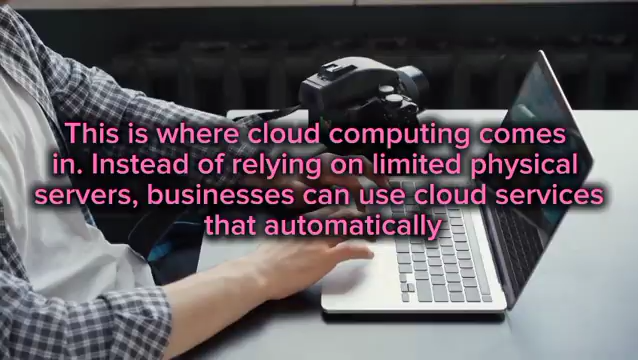 This is where cloud computing comes
in. Instead of relying on limited physical
servers, businesses can use cloud services
that automatically